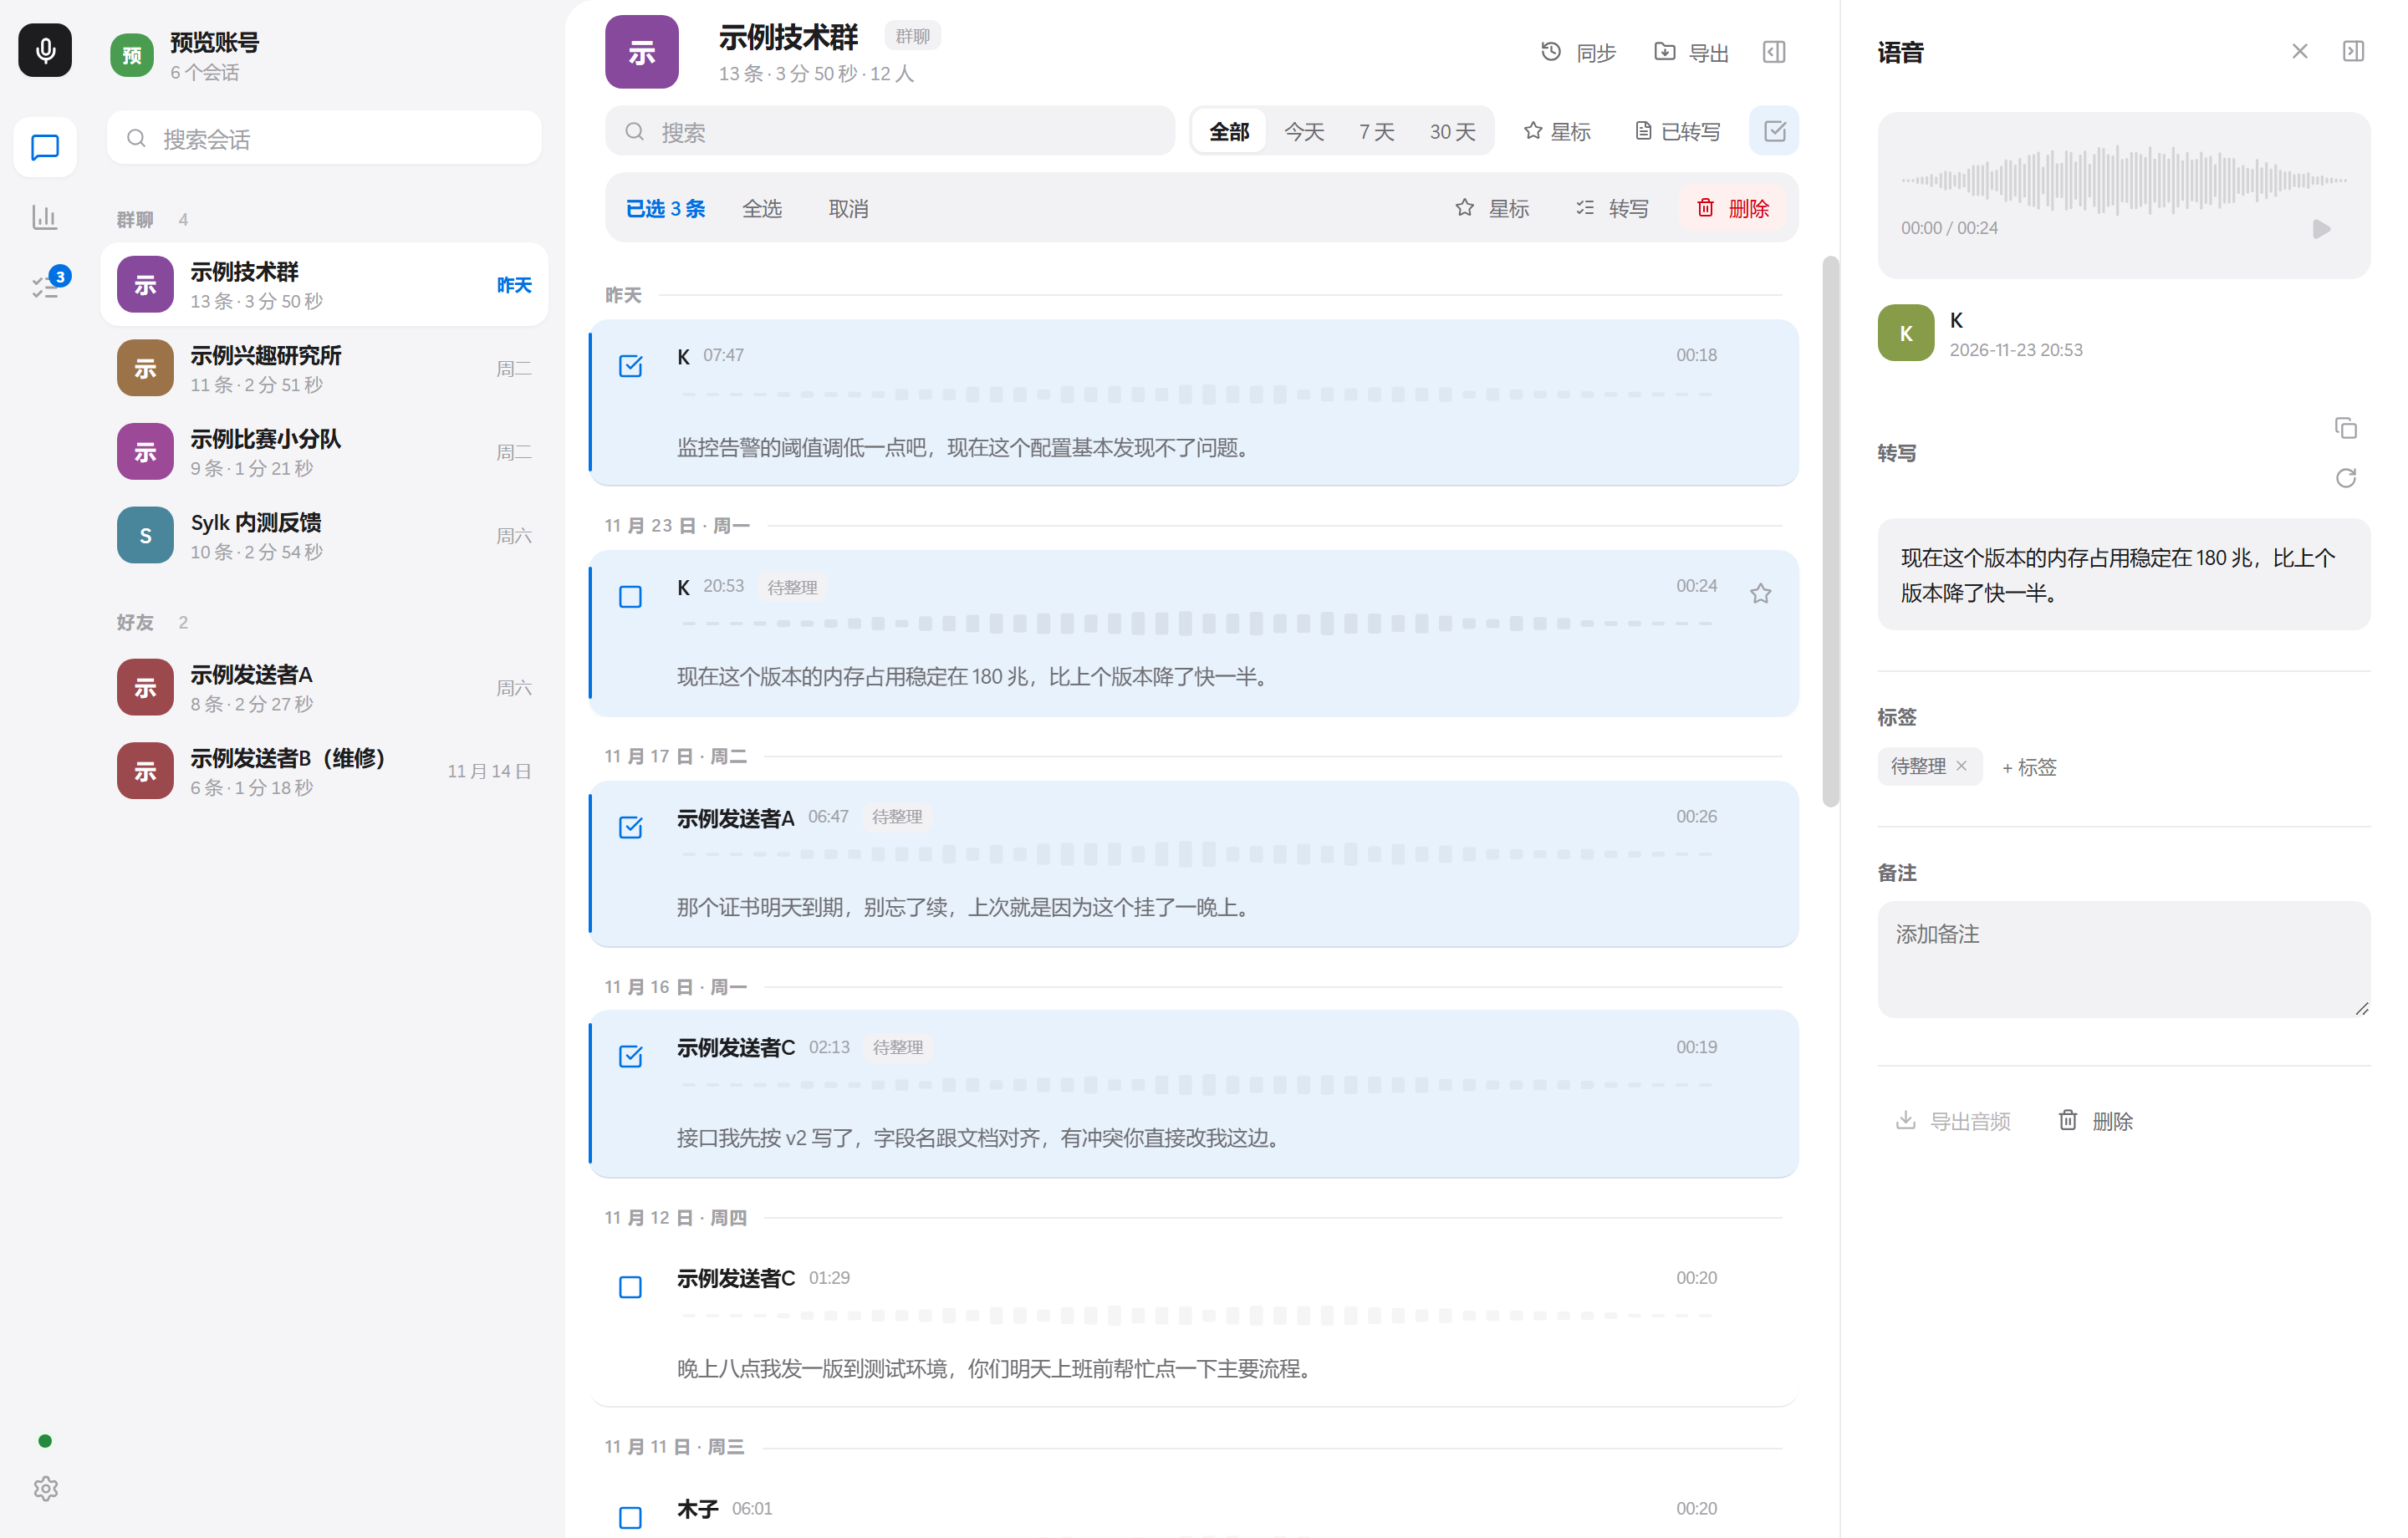 预
预览账号
6 个会话
搜索会话
3
群聊 4
示
示例技术群
13 条 · 3 分 50 秒
昨天
示
示例兴趣研究所
11 条 · 2 分 51 秒
周二
示
示例比赛小分队
9 条 · 1 分 21 秒
周二
S
Sylk 内测反馈
10 条 · 2 分 54 秒
周六
好友 2
示
示例发送者A
8 条 · 2 分 27 秒
周六
示
示例发送者B（维修）
6 条 · 1 分 18 秒
11 月 14 日
示
示例技术群 群聊
13 条 · 3 分 50 秒 · 12 人
同步 导出
搜索
全部 今天 7 天 30 天 星标 已转写
已选 3 条 全选 取消 星标 转写 删除
昨天
K 07:47 00:18
监控告警的阈值调低一点吧，现在这个配置基本发现不了问题。
11 月 23 日 · 周一
K 20:53 待整理 00:24
现在这个版本的内存占用稳定在 180 兆，比上个版本降了快一半。
11 月 17 日 · 周二
示例发送者A 06:47 待整理 00:26
那个证书明天到期，别忘了续，上次就是因为这个挂了一晚上。
11 月 16 日 · 周一
示例发送者C 02:13 待整理 00:19
接口我先按 v2 写了，字段名跟文档对齐，有冲突你直接改我这边。
11 月 12 日 · 周四
示例发送者C 01:29 00:20
晚上八点我发一版到测试环境，你们明天上班前帮忙点一下主要流程。
11 月 11 日 · 周三
木子 06:01 00:20
语音
00:00 / 00:24
K
K
2026-11-23 20:53
转写
现在这个版本的内存占用稳定在 180 兆，比上个
版本降了快一半。
标签
待整理 + 标签
备注
添加备注
导出音频 删除